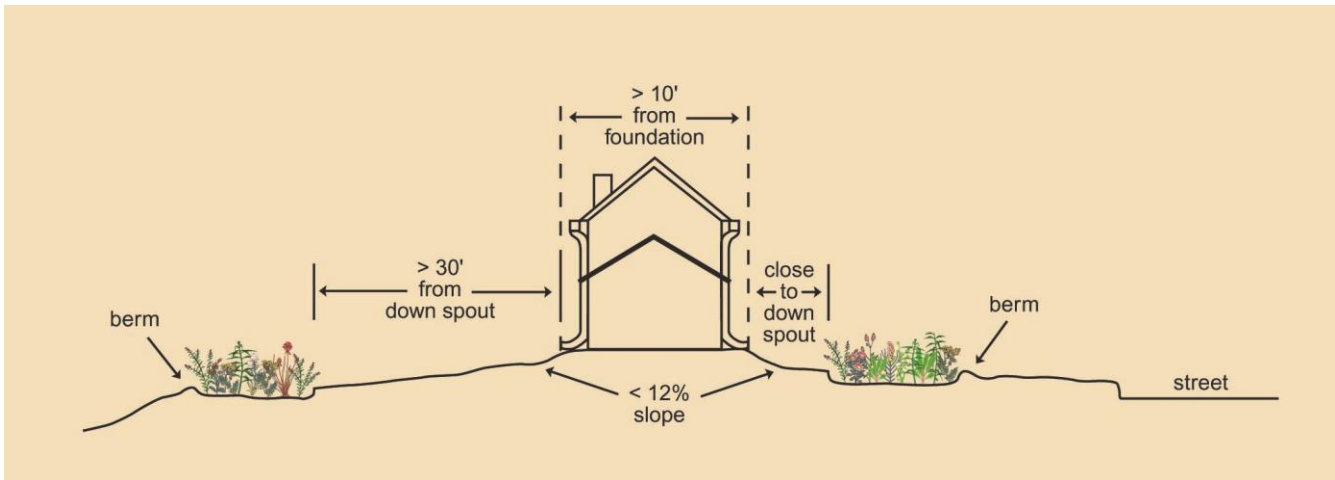 > 10'
from
foundation
> 30'
from
down spout
close
to
down
spout
berm
berm
< 12%
slope
street